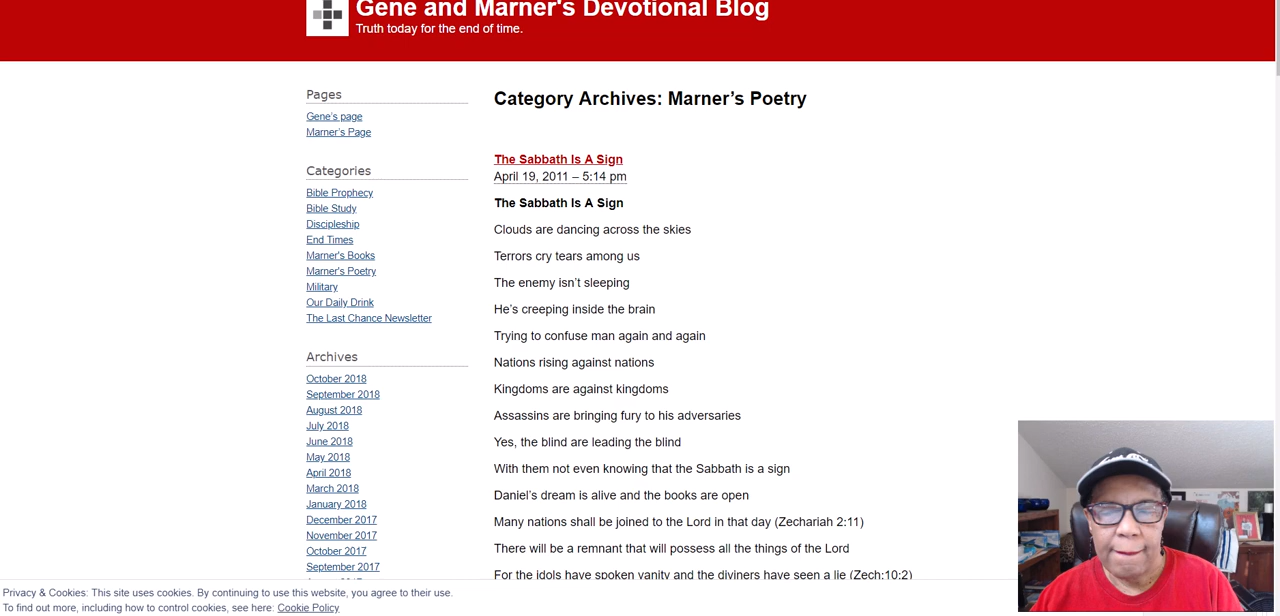 Gene and Marner's Devotional Blog
Truth today for the end of time.
Pages
Gene's page
Marner's Page
Categories
Bible Prophecy
Bible Study
Discipleship
End Times
Marner's Books
Marner's Poetry
Military
Our Daily Drink
The Last Chance Newsletter
Archives
October 2018
September 2018
August 2018
July 2018
June 2018
May 2018
April 2018
March 2018
January 2018
December 2017
November 2017
October 2017
September 2017
Category Archives: Marner's Poetry
The Sabbath Is A Sign
April 19, 2011 – 5:14 pm
The Sabbath Is A Sign
Clouds are dancing across the skies
Terrors cry tears among us
The enemy isn't sleeping
He's creeping inside the brain
Trying to confuse man again and again
Nations rising against nations
Kingdoms are against kingdoms
Assassins are bringing fury to his adversaries
Yes, the blind are leading the blind
With them not even knowing that the Sabbath is a sign
Daniel's dream is alive and the books are open
Many nations shall be joined to the Lord in that day (Zechariah 2:11)
There will be a remnant that will possess all the things of the Lord
For the idols have spoken vanity and the diviners have seen a lie (Zech:10:2)
Privacy & Cookies: This site uses cookies. By continuing to use this website, you agree to their use.
To find out more, including how to control cookies, see here: Cookie Policy